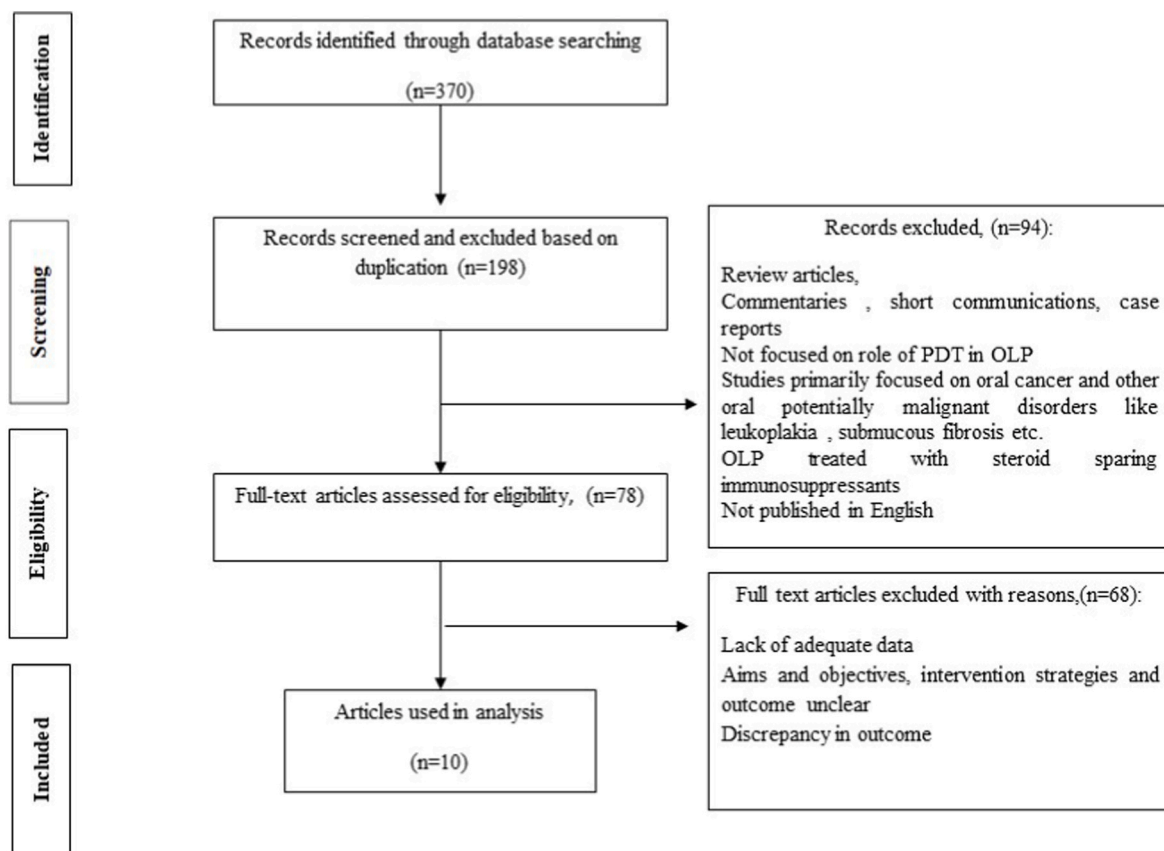 Identification
Records identified through database searching
(n=370)
Screening
Records screened and excluded based on
duplication (n=198)
Records excluded, (n=94):
Review articles,
Commentaries , short communications, case
reports
Not focused on role of PDT in OLP
Studies primarily focused on oral cancer and other
oral potentially malignant disorders like
leukoplakia , submucous fibrosis etc.
OLP treated with steroid sparing
immunosuppressants
Not published in English
Eligibility
Full-text articles assessed for eligibility, (n=78)
Full text articles excluded with reasons,(n=68):
Lack of adequate data
Aims and objectives, intervention strategies and
outcome unclear
Discrepancy in outcome
Included
Articles used in analysis
(n=10)